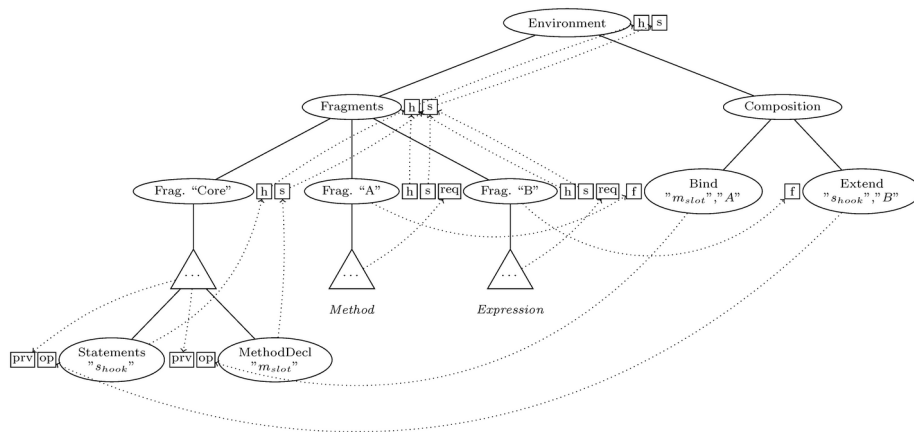 Environment h s
Fragments h s
Composition
Frag. “Core” h s
Frag. “A” h s req
Frag. “B” h s req
f
Bind
”m_slot”,“A”
f
Extend
”s_hook”,“B”
...
...
...
Method
Expression
prv op
Statements
”s_hook”
prv op
MethodDecl
”m_slot”